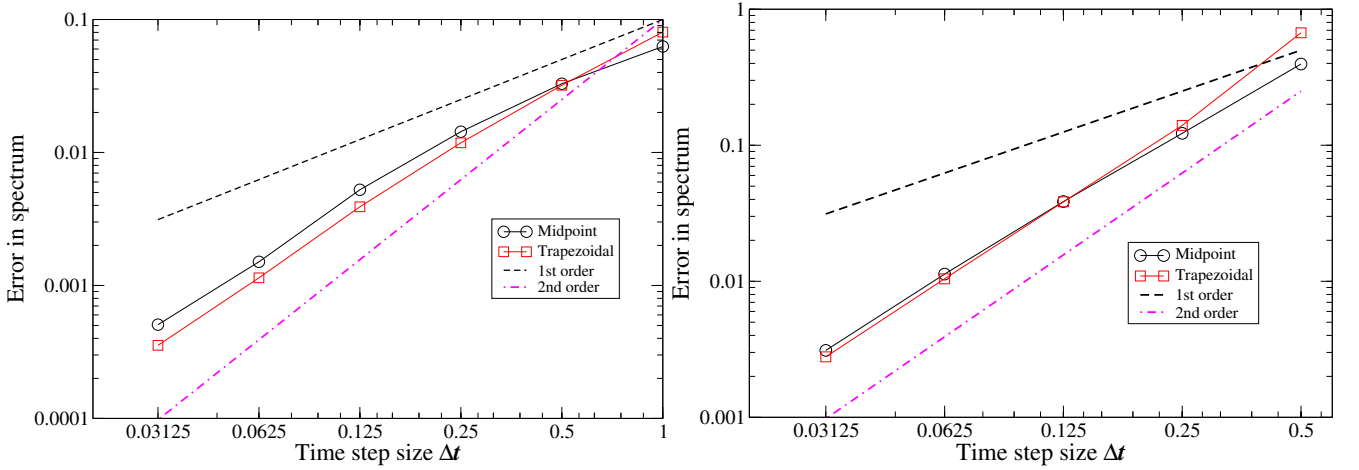 0.1
0.01
0.001
0.0001
Error in spectrum
Midpoint
Trapezoidal
1st order
2nd order
0.03125 0.0625 0.125 0.25 0.5 1
Time step size Δt
1
0.1
0.01
0.001
Error in spectrum
Midpoint
Trapezoidal
1st order
2nd order
0.03125 0.0625 0.125 0.25 0.5
Time step size Δt